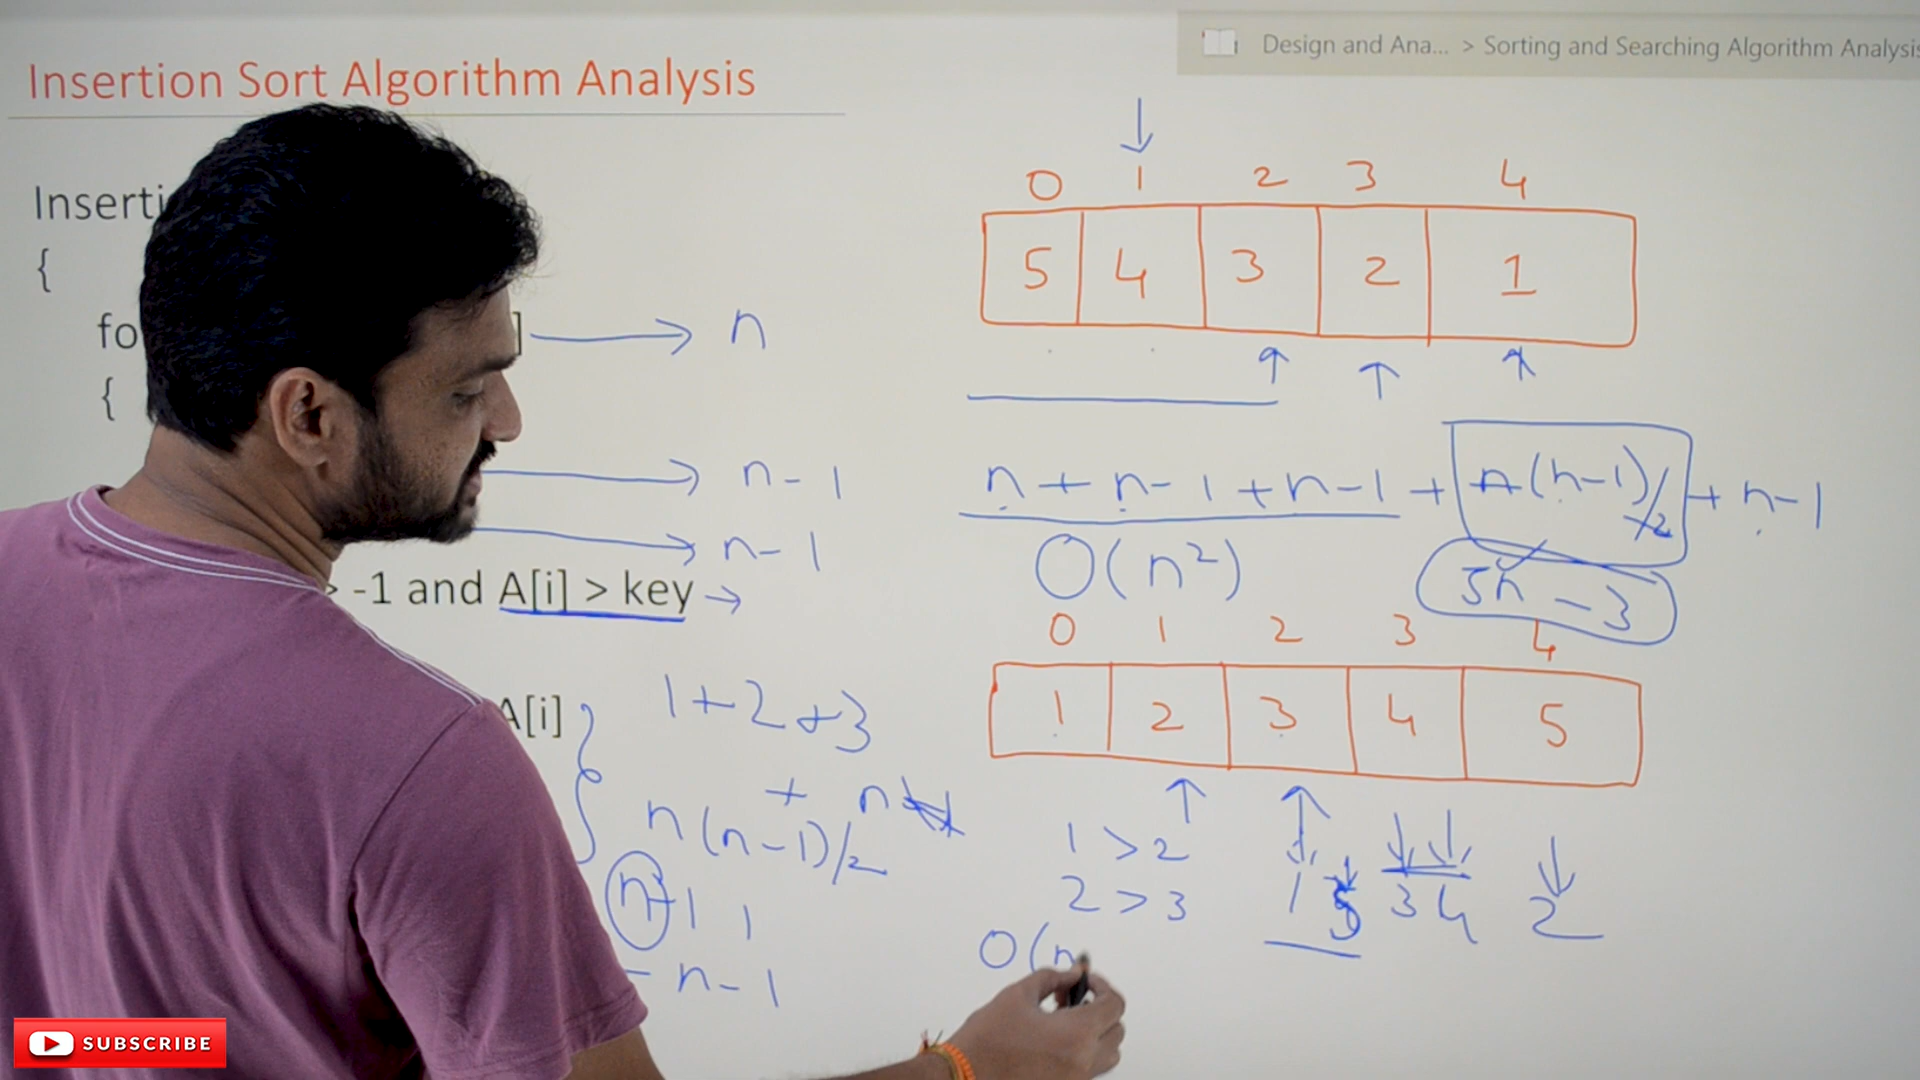 Design and Ana... > Sorting and Searching Algorithm Analysis
Insertion Sort Algorithm Analysis
Inserti
{
fo ] → n
{
n-1
n-1
> -1 and A[i] > key →
A[i]
1+2+3
+ n
n(n-1)/2
n-1 1
- n-1
0 1 2 3 4
5 4 3 2 1
n + n-1 + n-1 + n(n-1)/2 + n-1
O(n²)
3n - 3
0 1 2 3 4
1 2 3 4 5
1 > 2
2 > 3
1 5 3 4 2
O(n
SUBSCRIBE